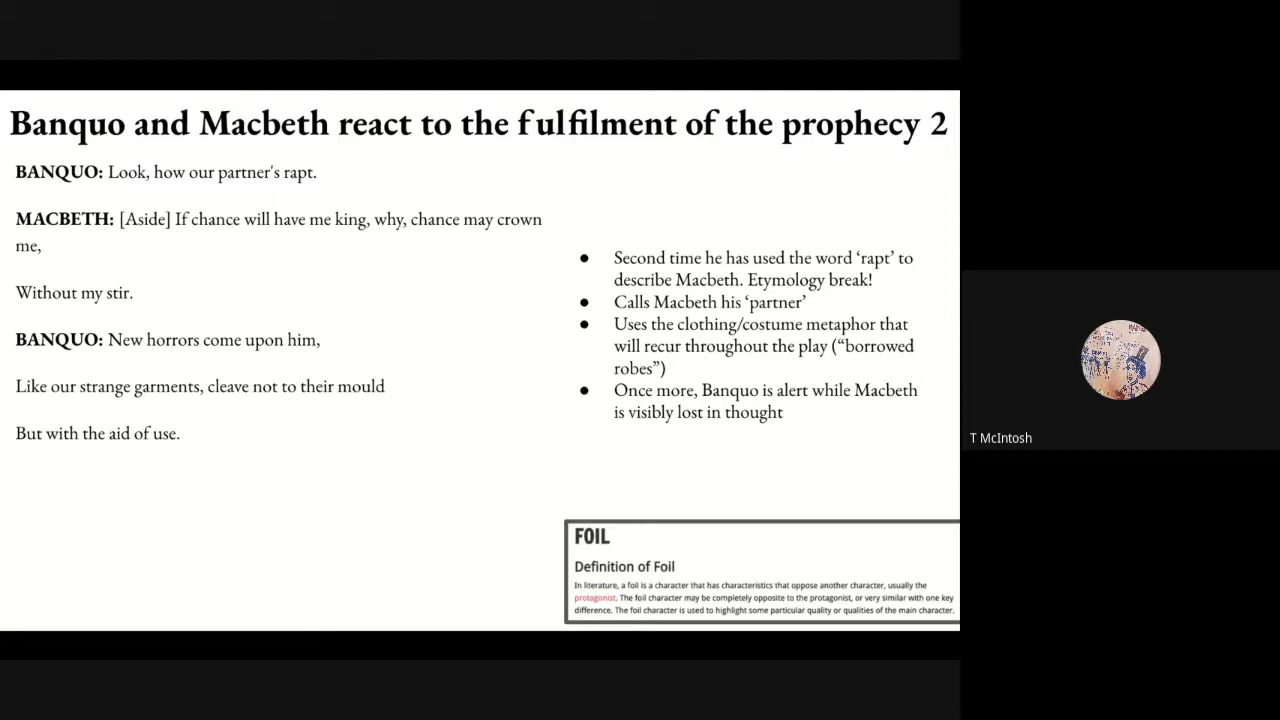 Banquo and Macbeth react to the fulfilment of the prophecy 2
BANQUO: Look, how our partner's rapt.
MACBETH: [Aside] If chance will have me king, why, chance may crown
me,
Without my stir.
BANQUO: New horrors come upon him,
Like our strange garments, cleave not to their mould
But with the aid of use.
● Second time he has used the word ‘rapt’ to
describe Macbeth. Etymology break!
● Calls Macbeth his ‘partner’
● Uses the clothing/costume metaphor that
will recur throughout the play (“borrowed
robes”)
● Once more, Banquo is alert while Macbeth
is visibly lost in thought
FOIL
Definition of Foil
In literature, a foil is a character that has characteristics that oppose another character, usually the
protagonist. The foil character may be completely opposite to the protagonist, or very similar with one key
difference. The foil character is used to highlight some particular quality or qualities of the main character.
T McIntosh